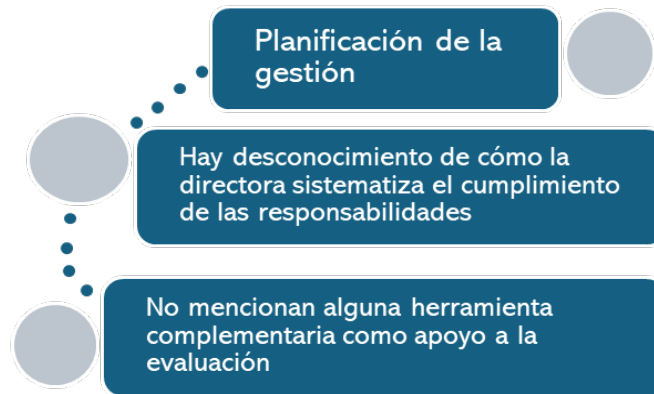 Planificación de la
gestión
Hay desconocimiento de cómo la
directora sistematiza el cumplimiento
de las responsabilidades
No mencionan alguna herramienta
complementaria como apoyo a la
evaluación